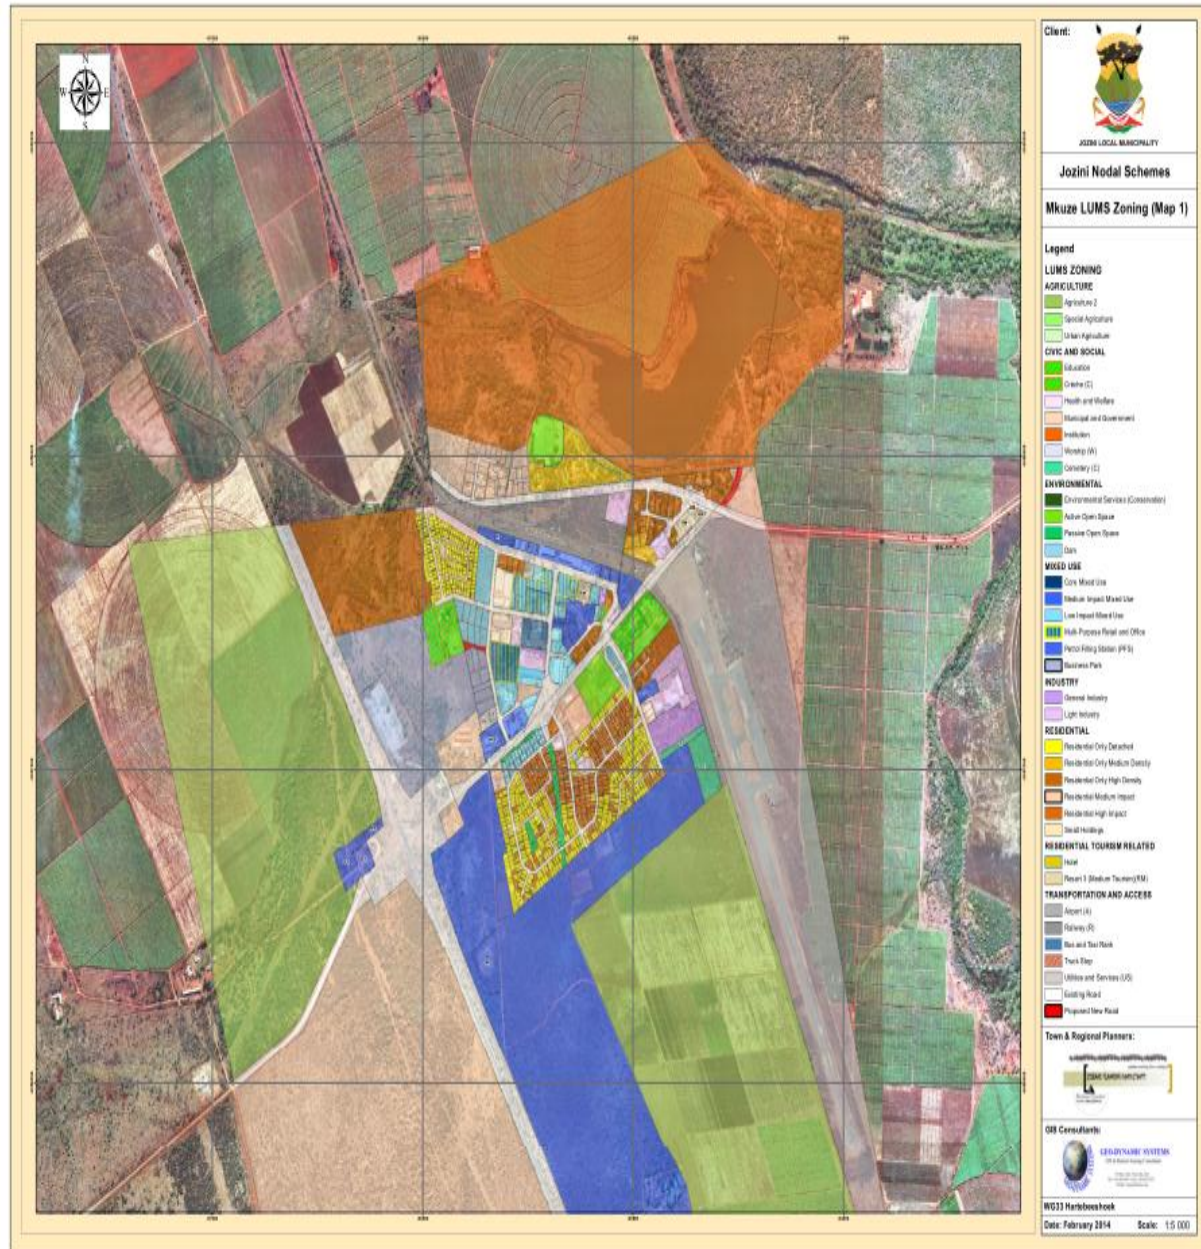 N
W
E
S
Client:
JOZINI LOCAL MUNICIPALITY
Jozini Nodal Schemes
Mkuze LUMS Zoning (Map 1)
Legend
LUMS ZONING
AGRICULTURE
Agriculture 2
Special Agriculture
Urban Agriculture
CIVIC AND SOCIAL
Education
Creche (C)
Health and Welfare
Municipal and Government
Institution
Worship (W)
Cemetery (C)
ENVIRONMENTAL
Environmental Services (Conservation)
Active Open Space
Passive Open Space
Dam
MIXED USE
Core Mixed Use
Medium Impact Mixed Use
Low Impact Mixed Use
Multi-Purpose Retail and Office
Petrol Filling Station (PFS)
Business Park
INDUSTRY
General Industry
Light Industry
RESIDENTIAL
Residential Only Detached
Residential Only Medium Density
Residential Only High Density
Residential Medium Impact
Residential High Impact
Small Holdings
RESIDENTIAL TOURISM RELATED
Hotel
Resort 3 (Medium Tourism)(RM)
TRANSPORTATION AND ACCESS
Airport (A)
Railway (R)
Bus and Taxi Rank
Truck Stop
Utilities and Services (US)
Existing Road
Proposed New Road
Town & Regional Planners:
GIS Consultants:
GEO-DYNAMIC SYSTEMS
WG33 Hartebeeshoek
Date: February 2014 Scale: 1:5 000